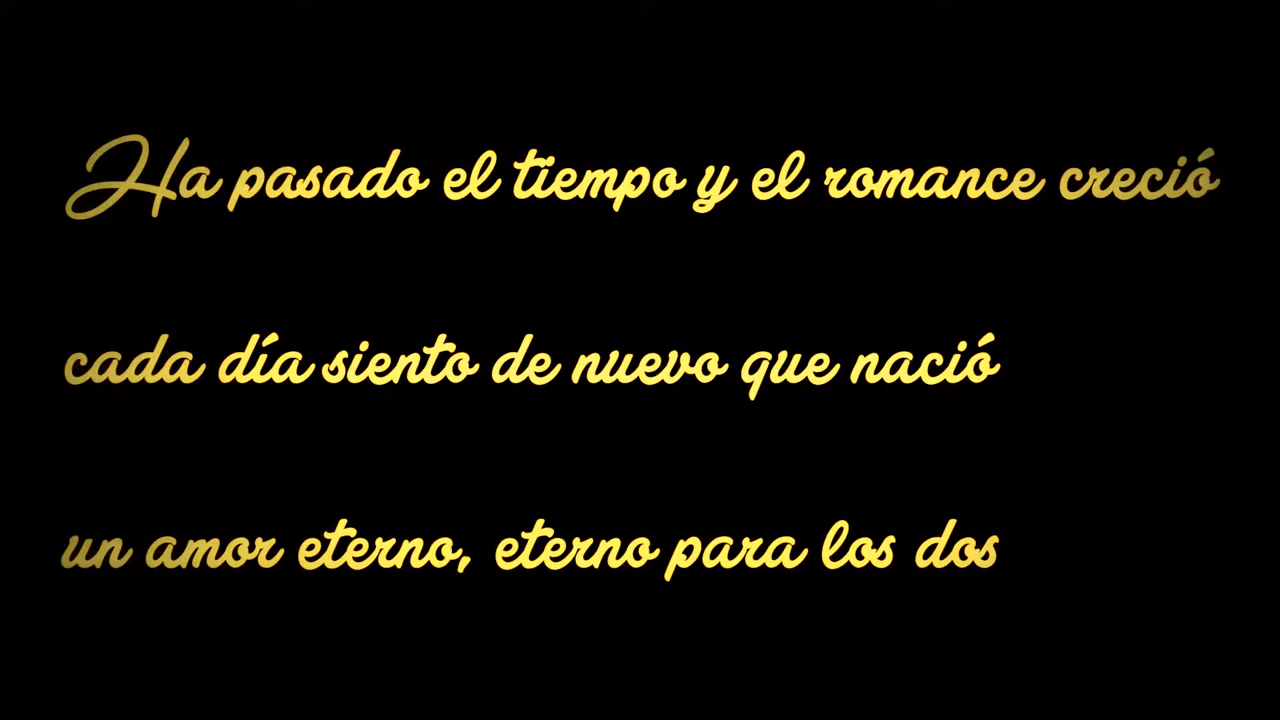 Ha pasado el tiempo y el romance creció
cada día siento de nuevo que nació
un amor eterno, eterno para los dos